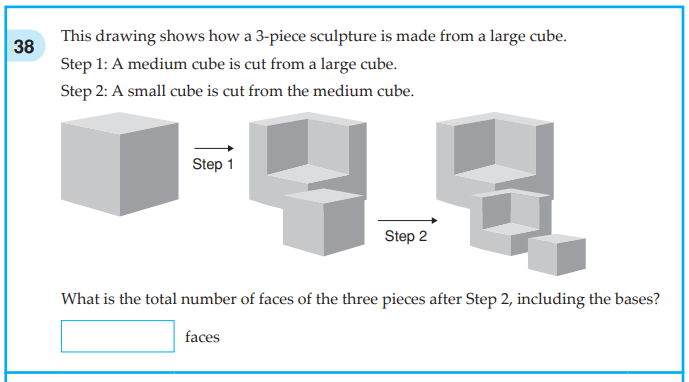 38
This drawing shows how a 3-piece sculpture is made from a large cube.
Step 1: A medium cube is cut from a large cube.
Step 2: A small cube is cut from the medium cube.
Step 1
Step 2
What is the total number of faces of the three pieces after Step 2, including the bases?
faces